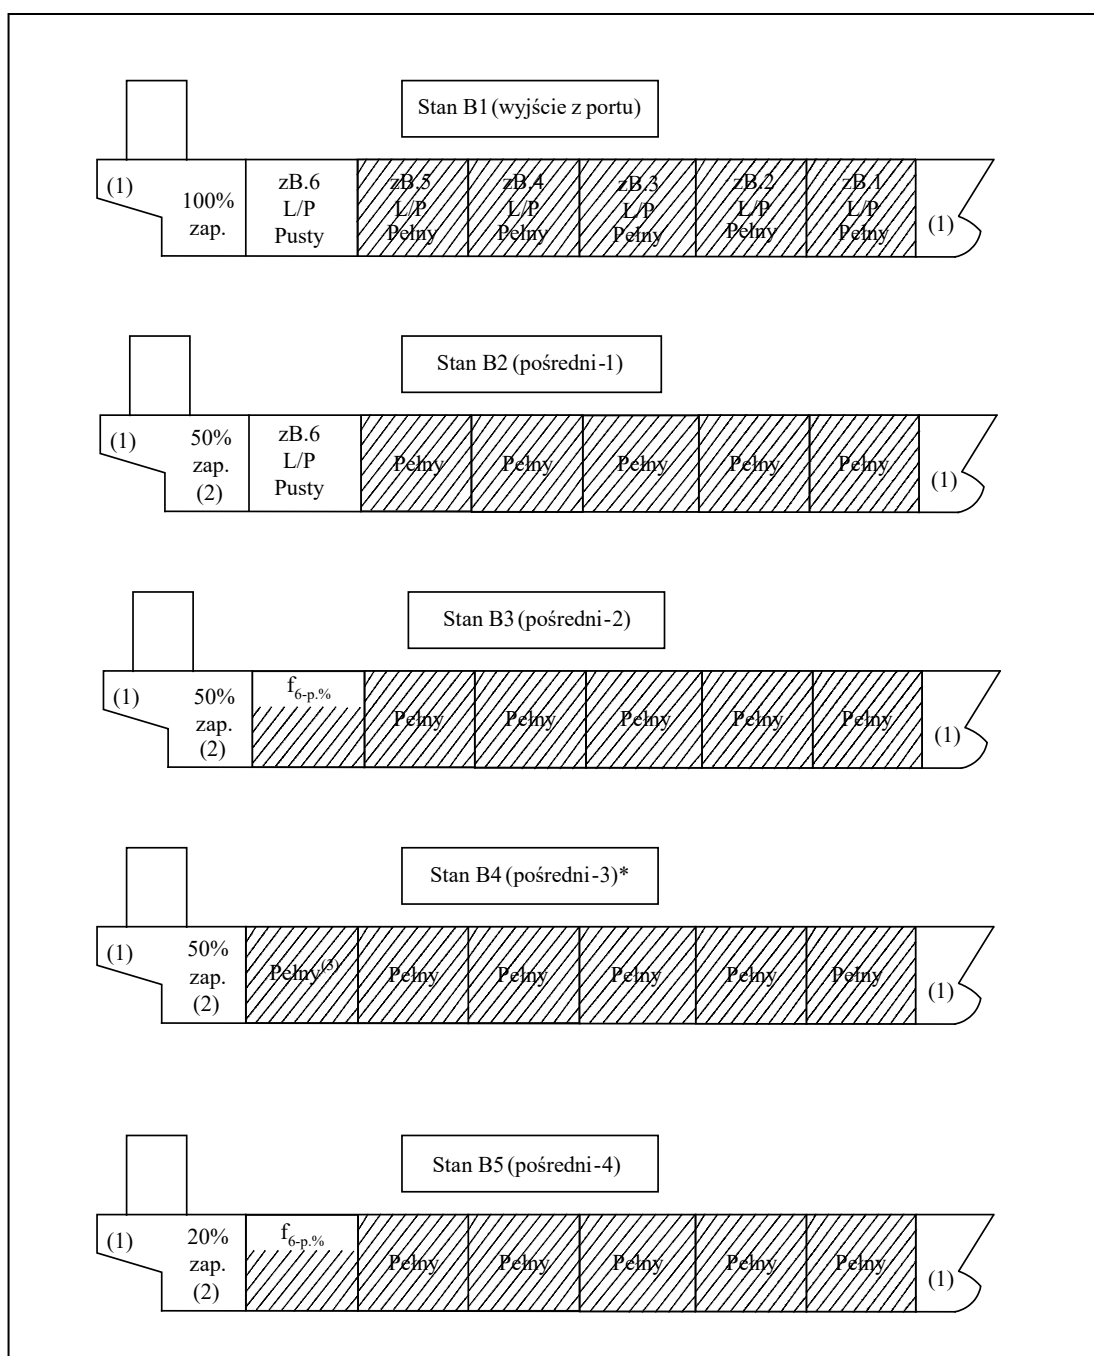 Stan B1 (wyjście z portu)
(1)
100%
zap.
zB.6
L/P
Pusty
zB.5
L/P
Pełny
zB.4
L/P
Pełny
zB.3
L/P
Pełny
zB.2
L/P
Pełny
zB.1
L/P
Pełny
(1)
Stan B2 (pośredni-1)
(1)
50%
zap.
(2)
zB.6
L/P
Pusty
Pełny
Pełny
Pełny
Pełny
Pełny
(1)
Stan B3 (pośredni-2)
(1)
50%
zap.
(2)
f6-p.%
Pełny
Pełny
Pełny
Pełny
Pełny
(1)
Stan B4 (pośredni-3)*
(1)
50%
zap.
(2)
Pełny(3)
Pełny
Pełny
Pełny
Pełny
Pełny
(1)
Stan B5 (pośredni-4)
(1)
20%
zap.
(2)
f6-p.%
Pełny
Pełny
Pełny
Pełny
Pełny
(1)